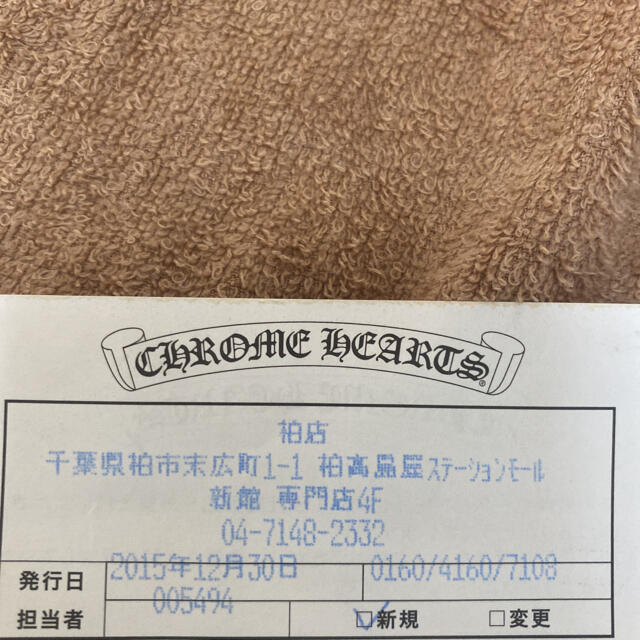 CHROME HEARTS®
柏店
千葉県柏市末広町1-1 柏高島屋ステーションモール
新館 専門店4F
04-7148-2332
発行日 2015年12月30日 0160/4160/7108
担当者 005494 ☑新規 □変更